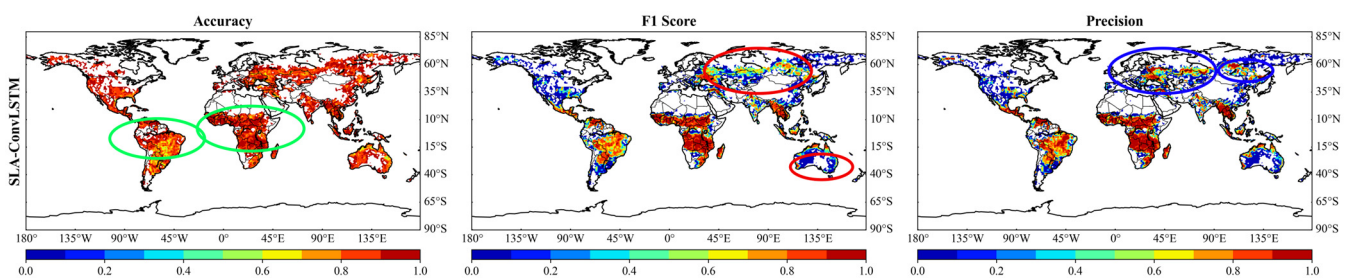 Accuracy F1 Score Precision
SLA-ConvLSTM
85°N 85°N 85°N
60°N 60°N 60°N
35°N 35°N 35°N
10°N 10°N 10°N
15°S 15°S 15°S
40°S 40°S 40°S
65°S 65°S 65°S
90°S 90°S 90°S
180° 135°W 90°W 45°W 0° 45°E 90°E 135°E 180° 135°W 90°W 45°W 0° 45°E 90°E 135°E 180° 135°W 90°W 45°W 0° 45°E 90°E 135°E
0.0 0.2 0.4 0.6 0.8 1.0 0.0 0.2 0.4 0.6 0.8 1.0 0.0 0.2 0.4 0.6 0.8 1.0